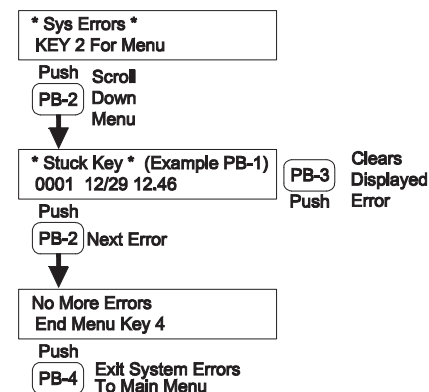 * Sys Errors *
KEY 2 For Menu
Push
PB-2
Scroll
Down
Menu
* Stuck Key * (Example PB-1)
0001 12/29 12.46
PB-3
Push
Clears
Displayed
Error
Push
PB-2 Next Error
No More Errors
End Menu Key 4
Push
PB-4
Exit System Errors
To Main Menu